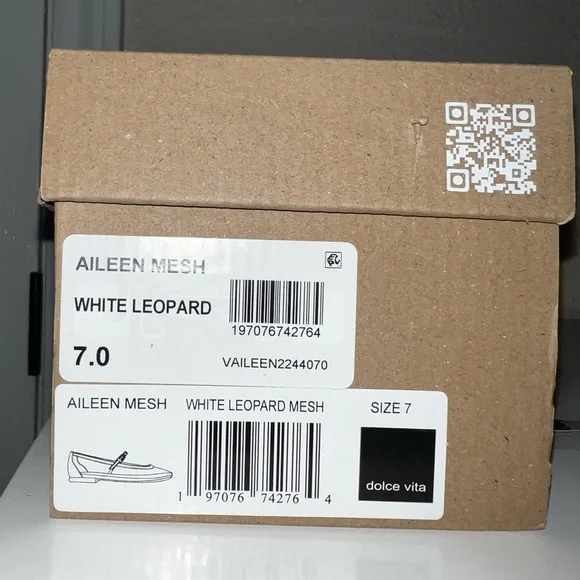 AILEEN MESH
WHITE LEOPARD
197076742764
7.0
VAILEEN2244070
AILEEN MESH WHITE LEOPARD MESH SIZE 7
1 97076 74276 4
dolce vita